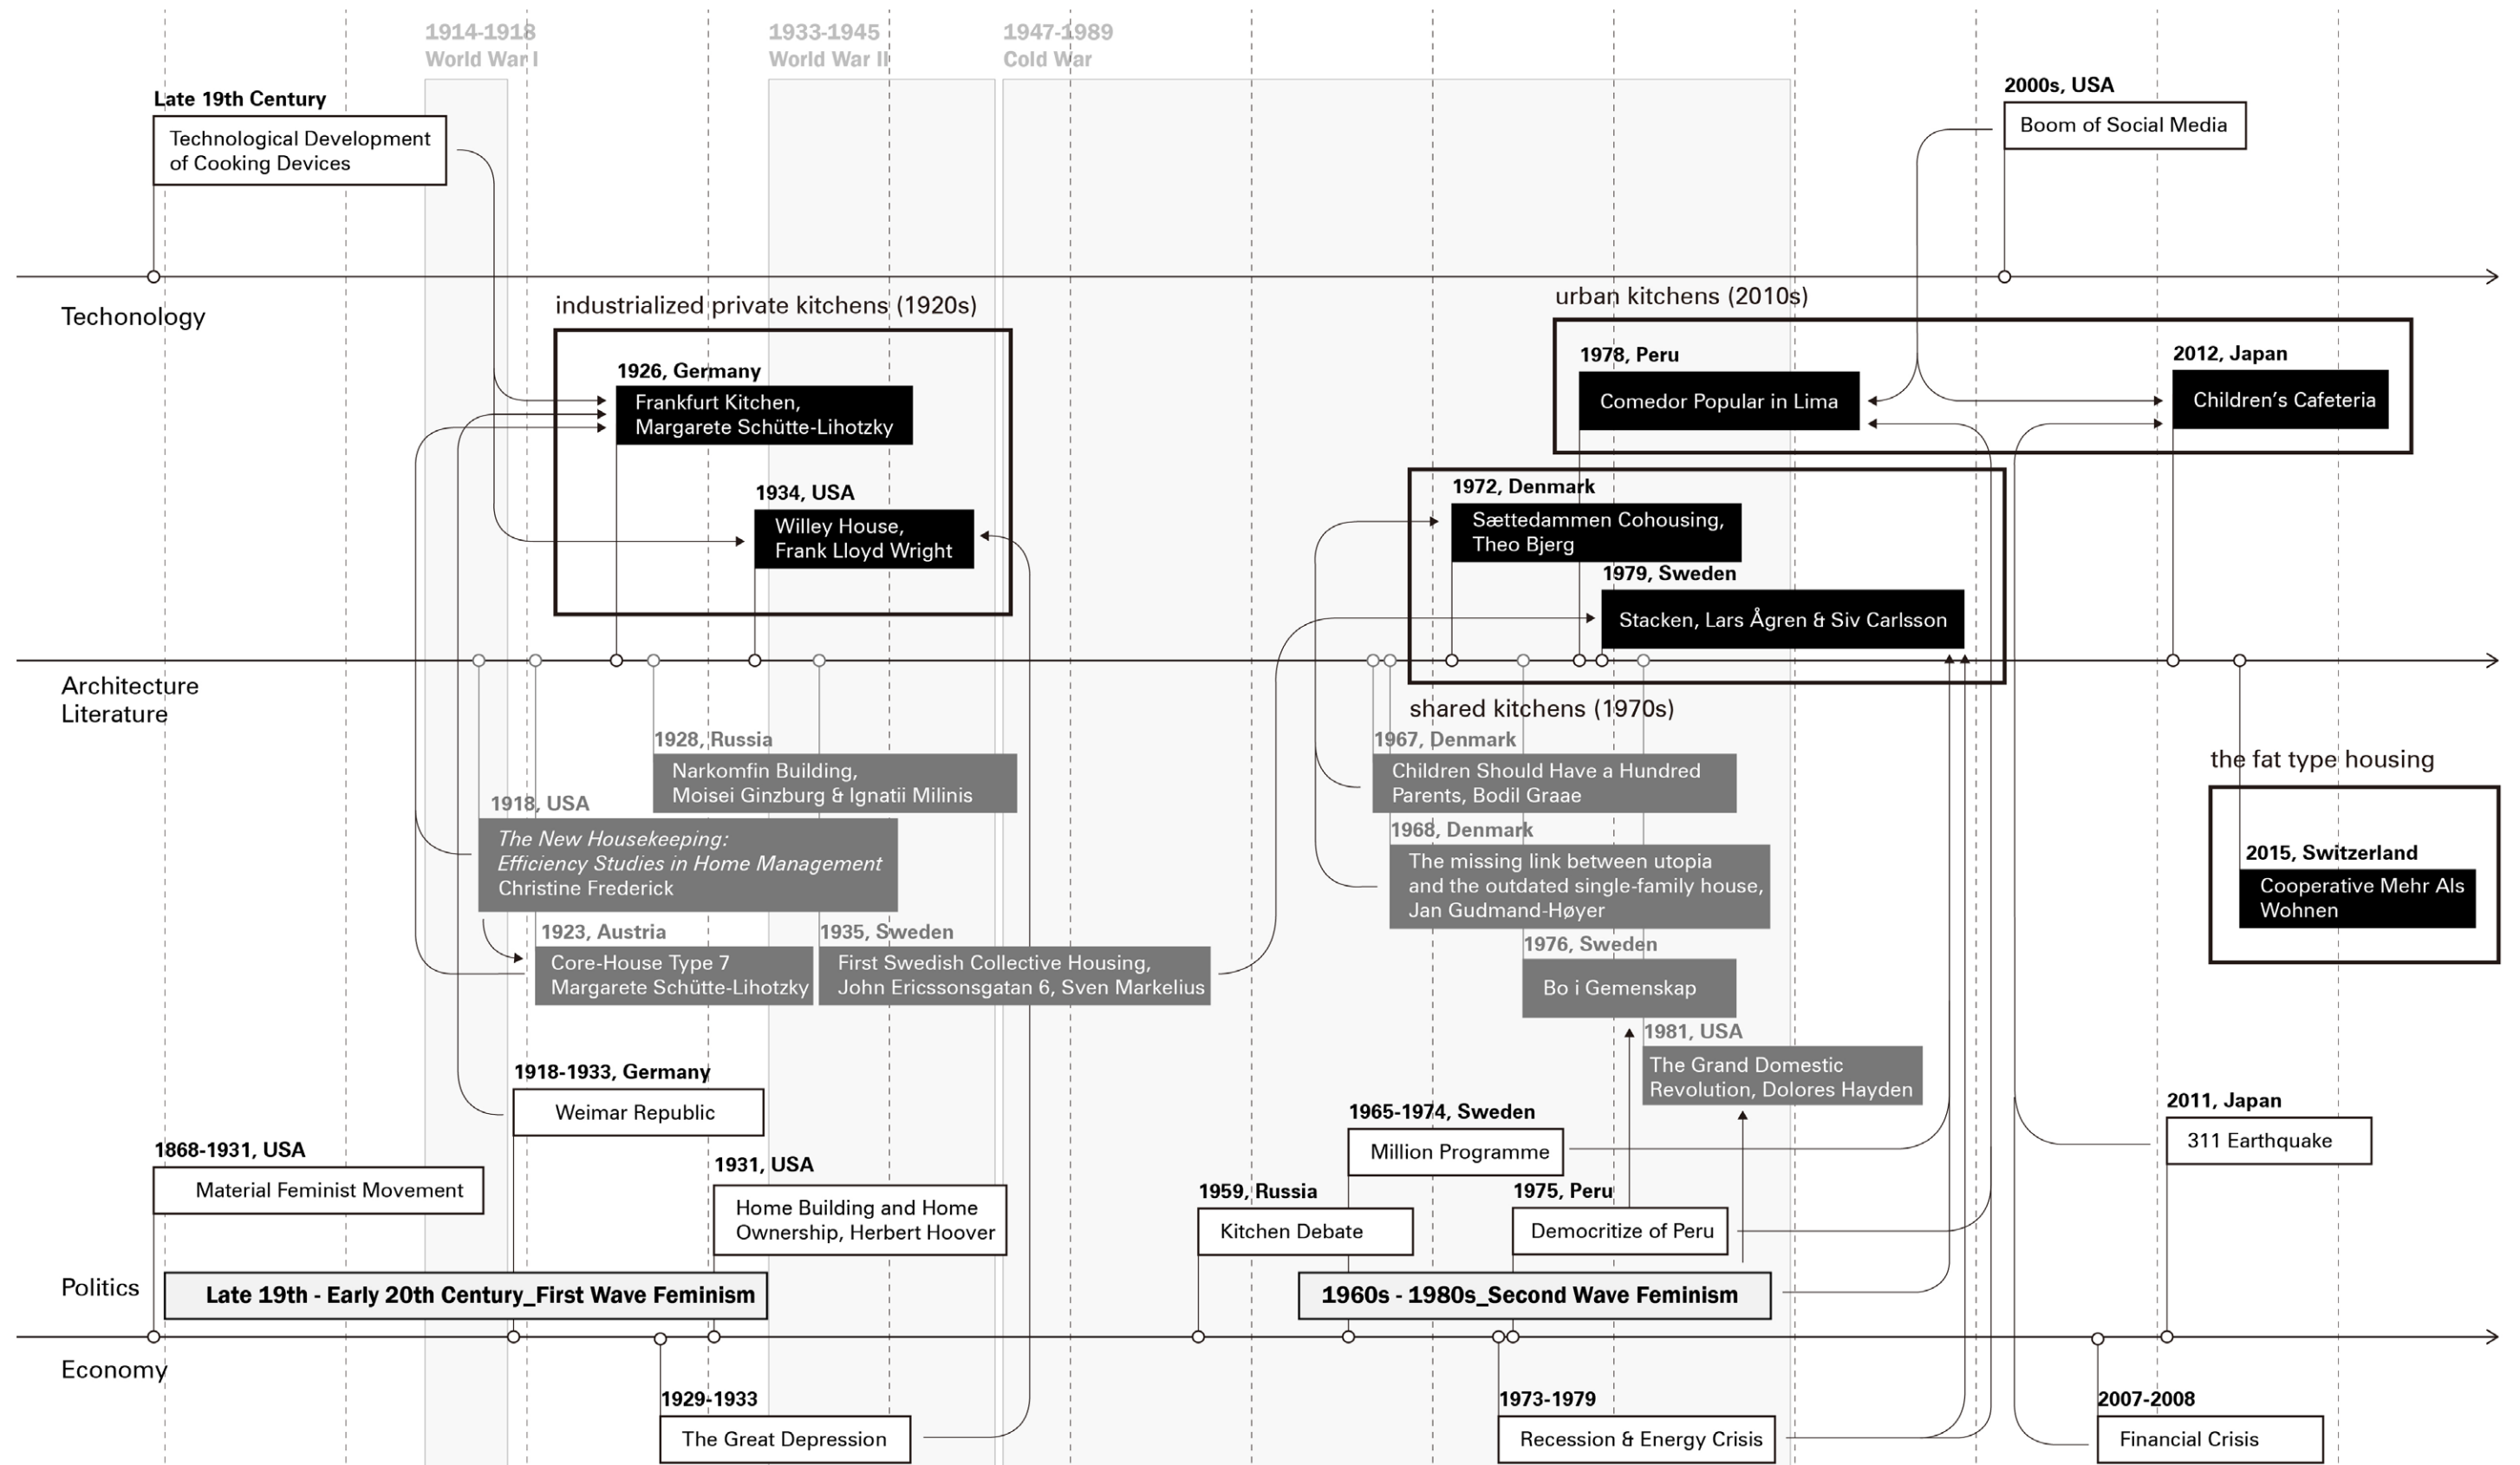 1914-1918
World War I
1933-1945
World War II
1947-1989
Cold War
Late 19th Century
Technological Development
of Cooking Devices
2000s, USA
Boom of Social Media
Techonology
industrialized private kitchens (1920s)
1926, Germany
Frankfurt Kitchen,
Margarete Schütte-Lihotzky
1934, USA
Willey House,
Frank Lloyd Wright
urban kitchens (2010s)
1978, Peru
Comedor Popular in Lima
2012, Japan
Children's Cafeteria
1972, Denmark
Sættedammen Cohousing,
Theo Bjerg
1979, Sweden
Stacken, Lars Ågren & Siv Carlsson
Architecture
Literature
shared kitchens (1970s)
1928, Russia
Narkomfin Building,
Moisei Ginzburg & Ignatii Milinis
1918, USA
The New Housekeeping:
Efficiency Studies in Home Management
Christine Frederick
1923, Austria
Core-House Type 7
Margarete Schütte-Lihotzky
1935, Sweden
First Swedish Collective Housing,
John Ericssonsgatan 6, Sven Markelius
1967, Denmark
Children Should Have a Hundred
Parents, Bodil Graae
1968, Denmark
The missing link between utopia
and the outdated single-family house,
Jan Gudmand-Høyer
1976, Sweden
Bo i Gemenskap
1981, USA
The Grand Domestic
Revolution, Dolores Hayden
the fat type housing
2015, Switzerland
Cooperative Mehr Als
Wohnen
1918-1933, Germany
Weimar Republic
1868-1931, USA
Material Feminist Movement
1931, USA
Home Building and Home
Ownership, Herbert Hoover
1965-1974, Sweden
Million Programme
1959, Russia
Kitchen Debate
1975, Peru
Democritize of Peru
2011, Japan
311 Earthquake
Politics
Late 19th - Early 20th Century_First Wave Feminism
1960s - 1980s_Second Wave Feminism
Economy
1929-1933
The Great Depression
1973-1979
Recession & Energy Crisis
2007-2008
Financial Crisis